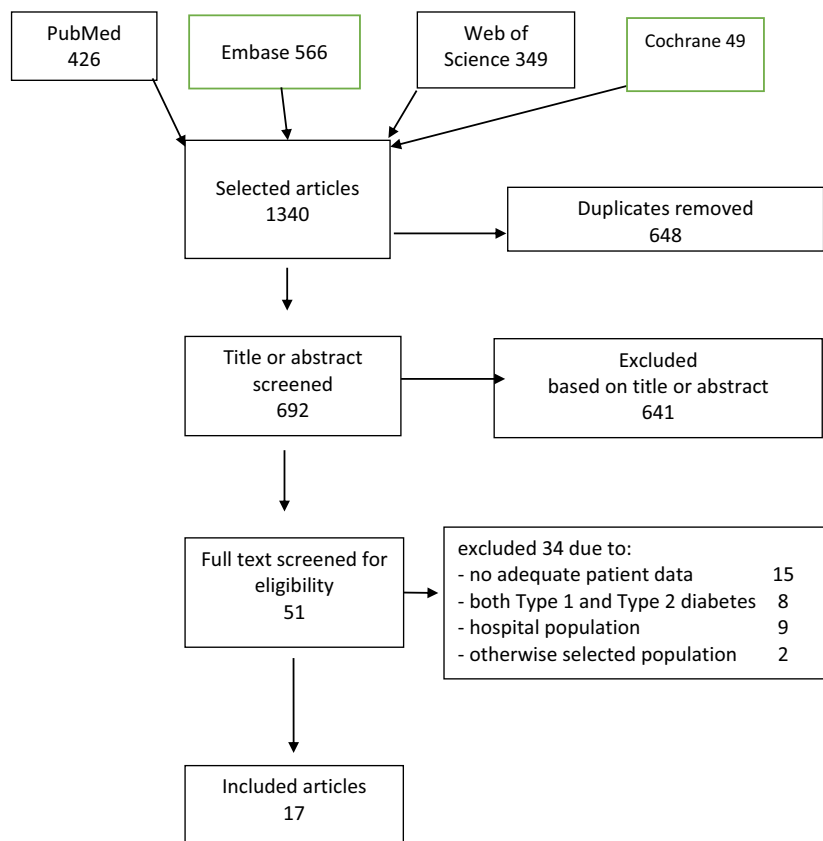 PubMed
426
Embase 566
Web of
Science 349
Cochrane 49
Selected articles
1340
Duplicates removed
648
Title or abstract
screened
692
Excluded
based on title or abstract
641
Full text screened for
eligibility
51
excluded 34 due to:
- no adequate patient data 15
- both Type 1 and Type 2 diabetes 8
- hospital population 9
- otherwise selected population 2
Included articles
17